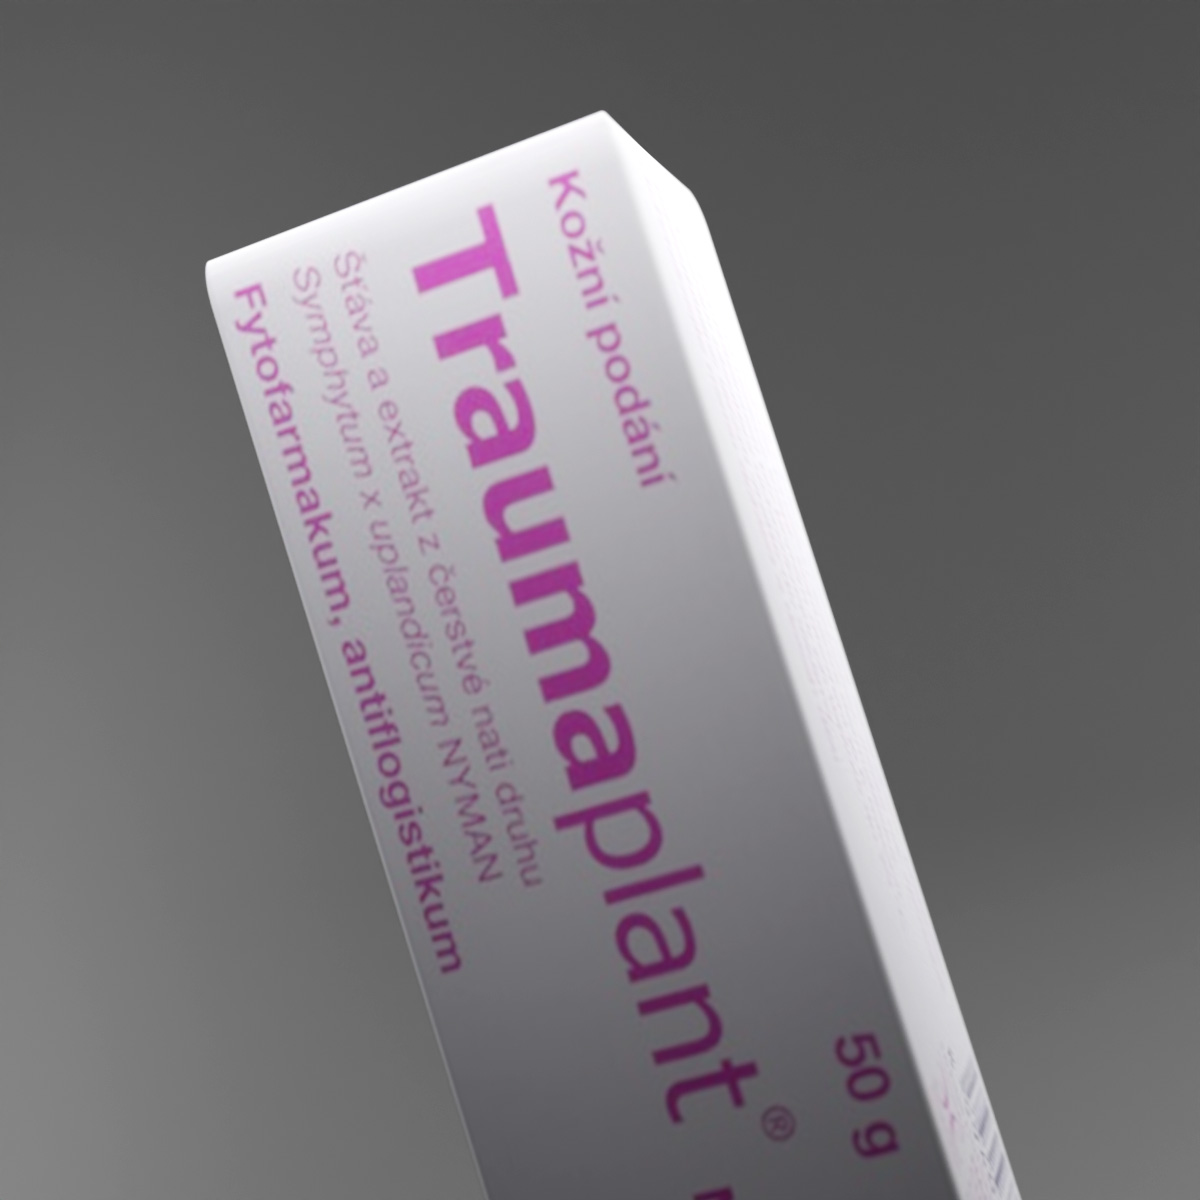 Kožní podání
Traumaplant®
50 g
Šťáva a extrakt z čerstvé nati druhu
Symphytum x uplandicum NYMAN
Fytofarmakum, antiflogistikum